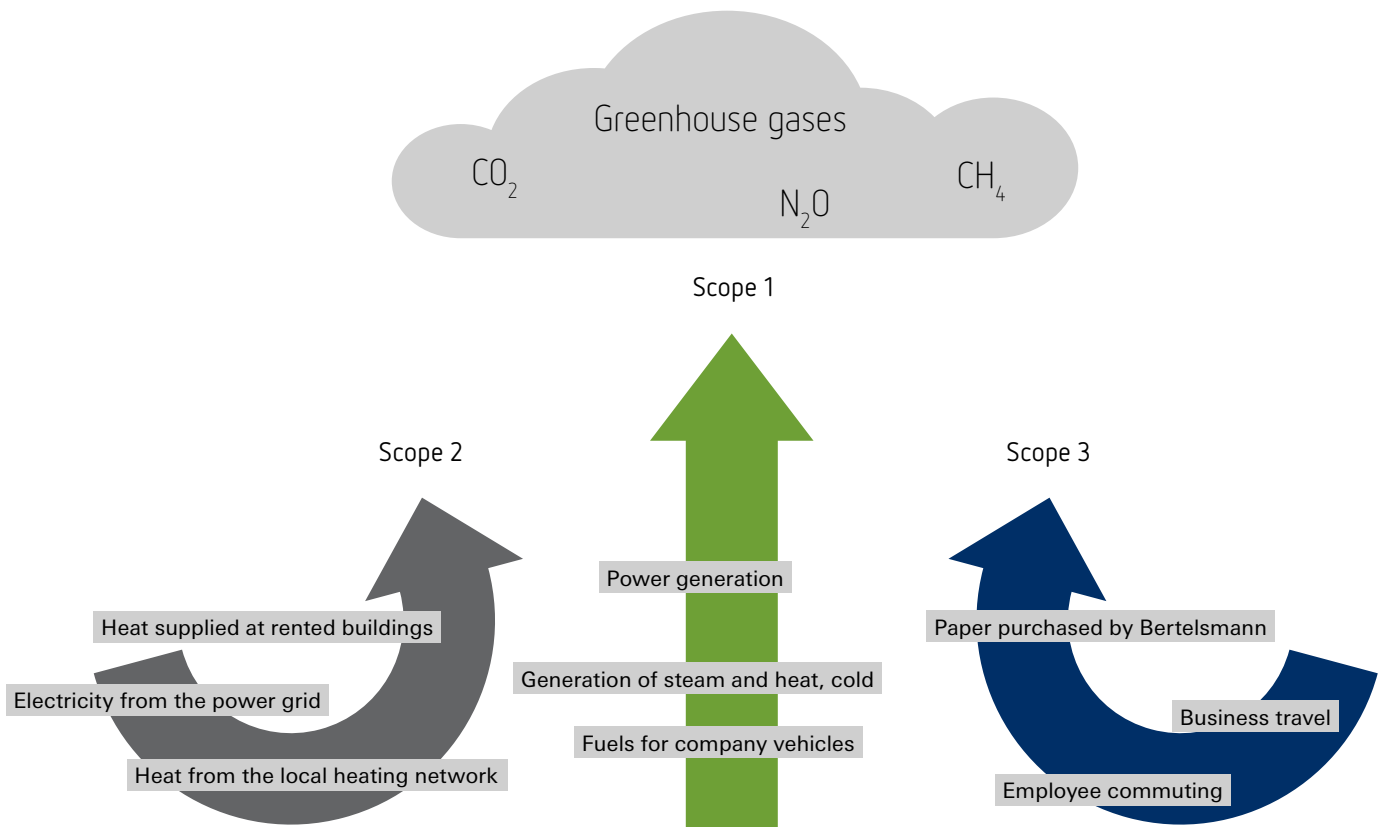 Greenhouse gases
CO₂
N₂O
CH₄
Scope 1
Scope 2
Scope 3
Power generation
Generation of steam and heat, cold
Fuels for company vehicles
Heat supplied at rented buildings
Electricity from the power grid
Heat from the local heating network
Paper purchased by Bertelsmann
Business travel
Employee commuting